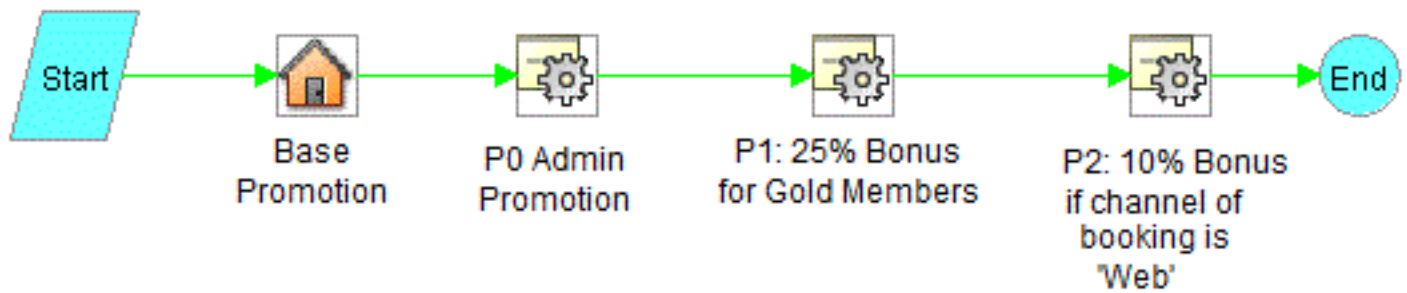 Start
Base
Promotion
P0 Admin
Promotion
P1: 25% Bonus
for Gold Members
P2: 10% Bonus
if channel of
booking is
'Web'
End